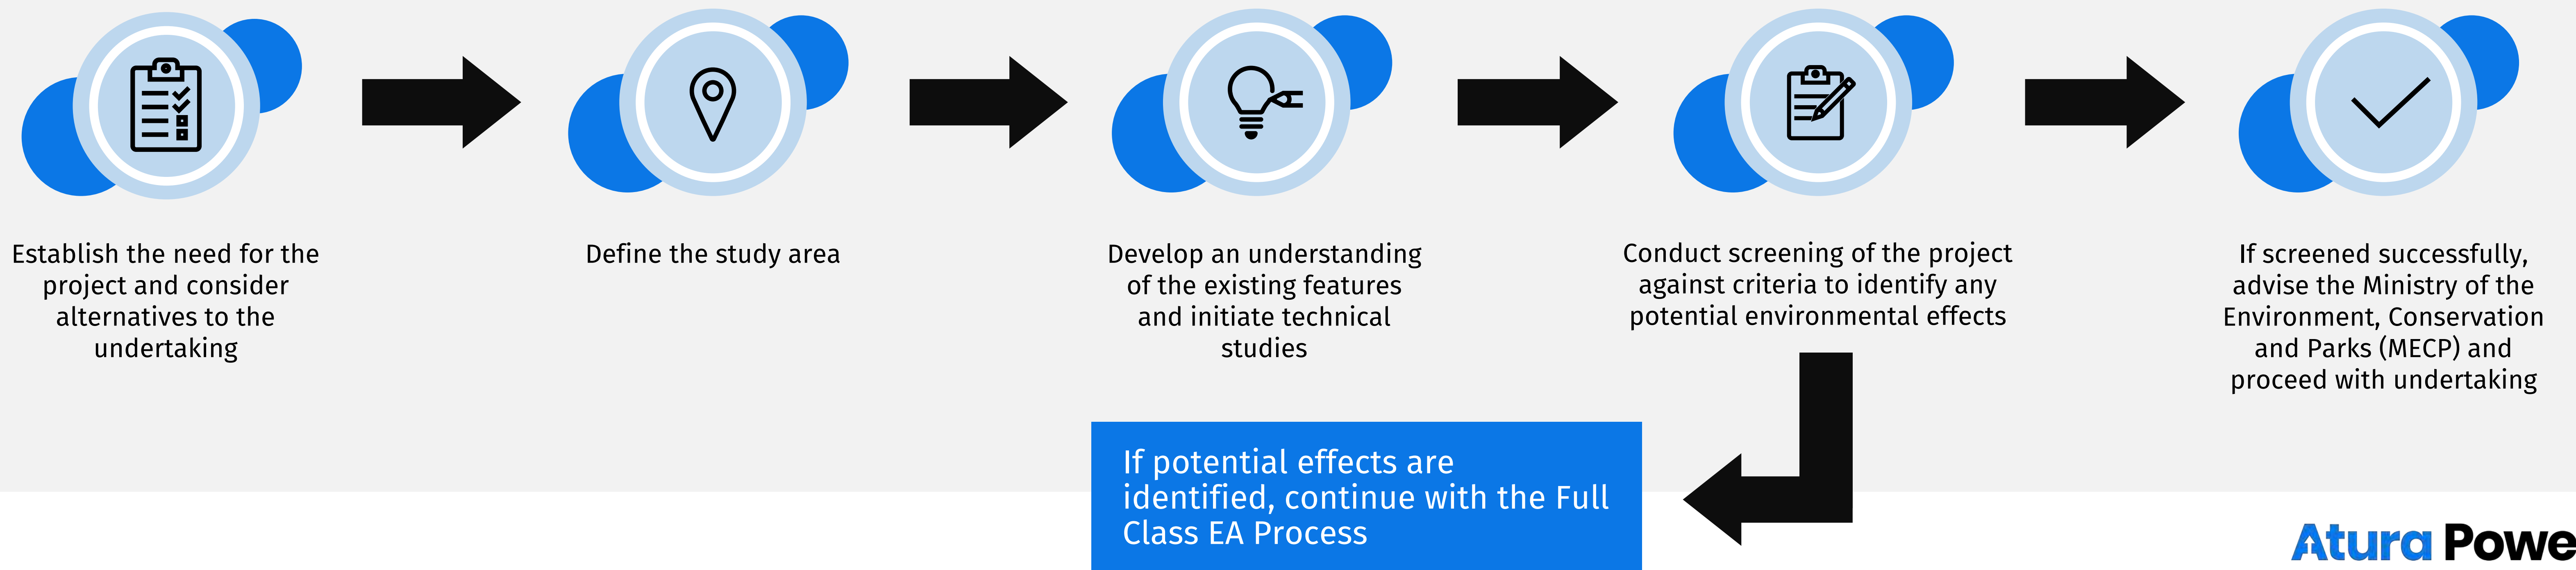 Establish the need for the
project and consider
alternatives to the
undertaking
Define the study area
Develop an understanding
of the existing features
and initiate technical
studies
Conduct screening of the project
against criteria to identify any
potential environmental effects
If screened successfully,
advise the Ministry of the
Environment, Conservation
and Parks (MECP) and
proceed with undertaking
If potential effects are
identified, continue with the Full
Class EA Process
Atura Powe